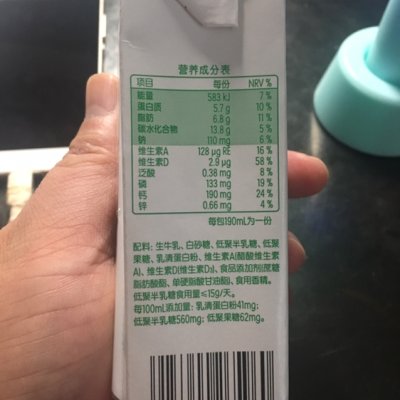 营养成分表
项目 每份 NRV %
能量 583 kJ 7 %
蛋白质 5.7 g 10 %
脂肪 6.8 g 11 %
碳水化合物 13.8 g 5 %
钠 110 mg 6 %
维生素A 128 μg RE 16 %
维生素D 2.9 μg 58 %
泛酸 0.38 mg 8 %
磷 133 mg 19 %
钙 190 mg 24 %
锌 0.66 mg 4 %
每包190mL为一份
配料: 生牛乳、白砂糖、低聚半乳糖、低聚
果糖、乳清蛋白粉、维生素A(醋酸维生素
A)、维生素D(维生素D₃)、食品添加剂(蔗糖
脂肪酸酯、单硬脂酸甘油酯)、食用香精。
低聚半乳糖食用量≤15g/天。
每100mL添加量: 乳清蛋白粉41mg;
低聚半乳糖560mg; 低聚果糖62mg。